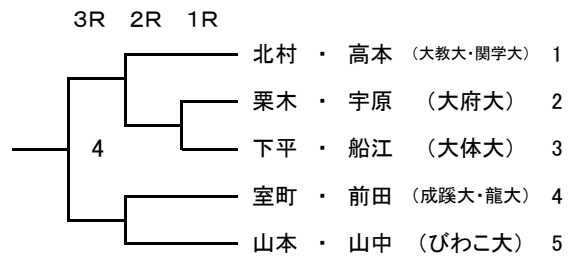 ３Ｒ ２Ｒ １Ｒ
北村 ・ 高本 （大教大・関学大） 1
栗木 ・ 宇原 （大府大） 2
4
下平 ・ 船江 （大体大） 3
室町 ・ 前田 （成蹊大・龍大） 4
山本 ・ 山中 （びわこ大） 5